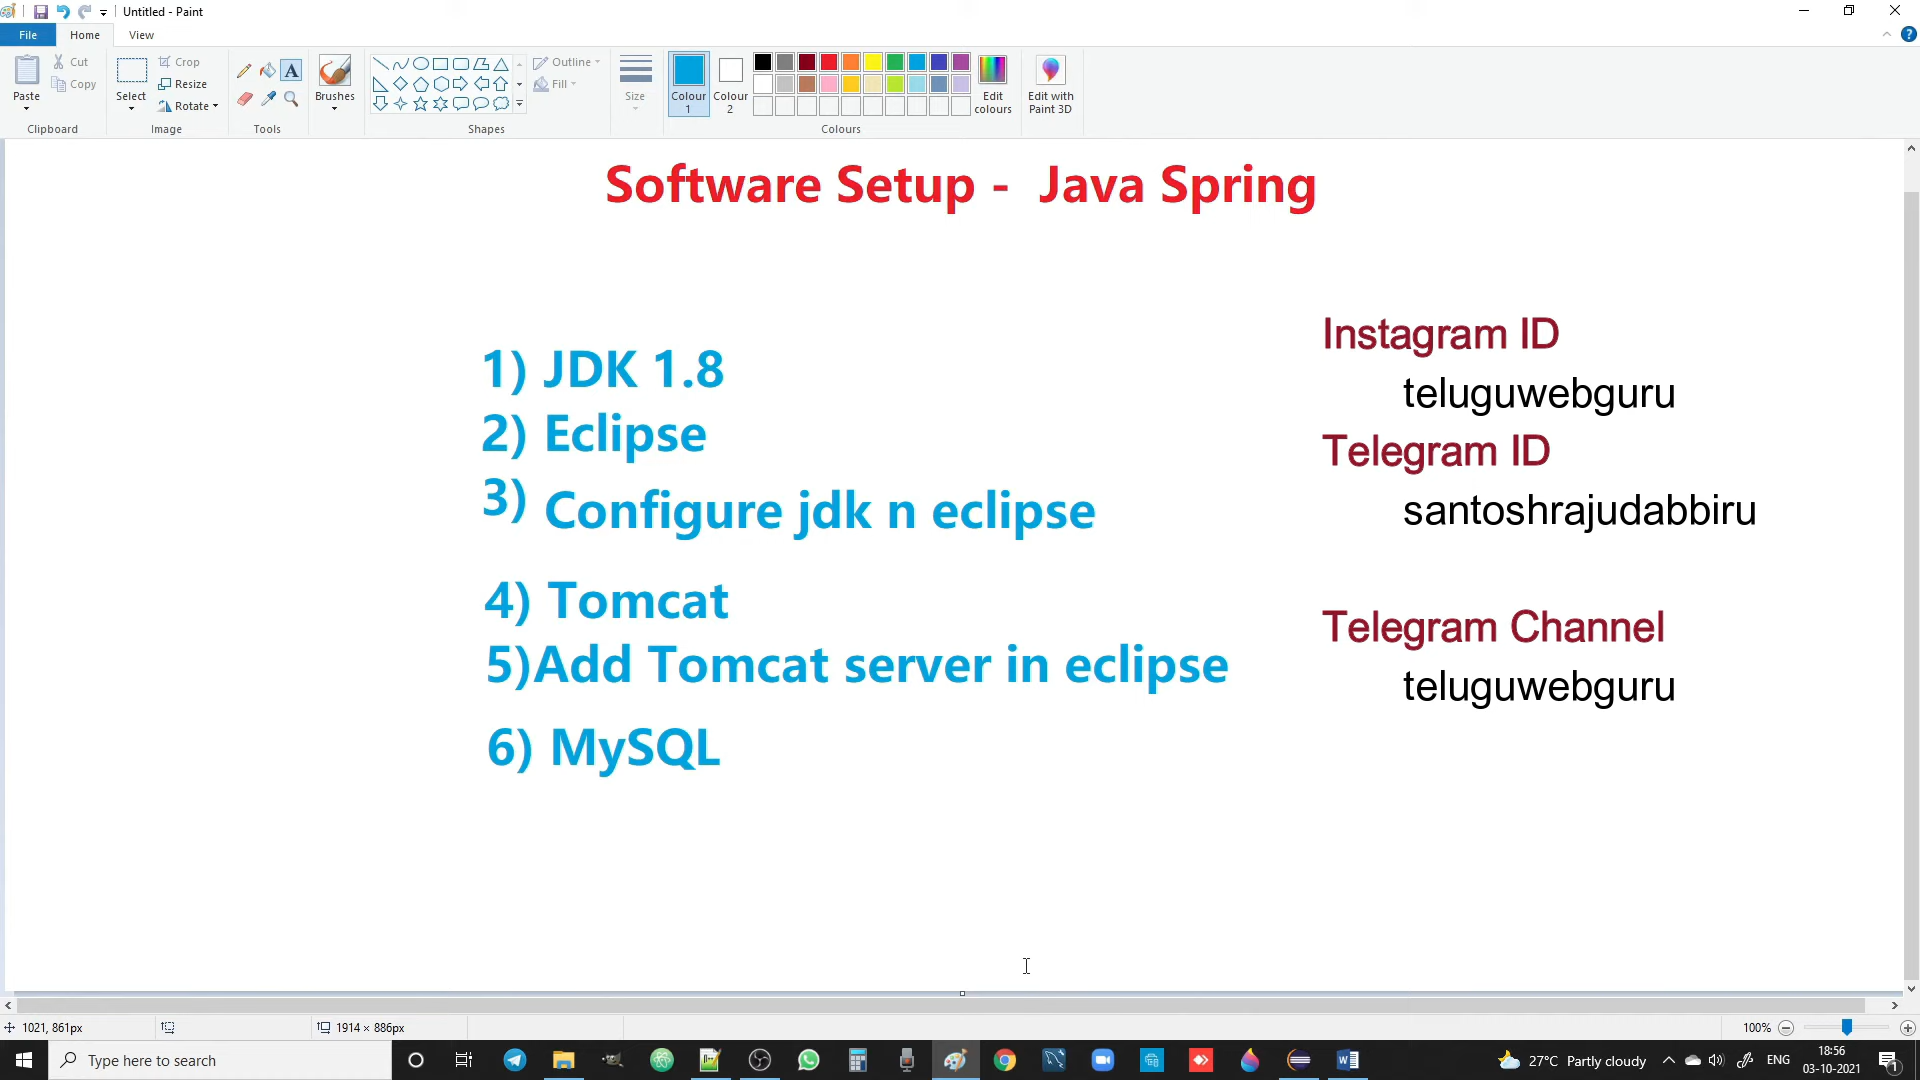 Untitled - Paint
File Home View
Paste
Cut
Copy
Clipboard
Select
Crop
Resize
Rotate
Image
Tools
Brushes
Shapes
Outline
Fill
Size
Colour 1
Colour 2
Edit colours
Colours
Edit with Paint 3D
Software Setup - Java Spring
1) JDK 1.8
2) Eclipse
3) Configure jdk n eclipse
4) Tomcat
5)Add Tomcat server in eclipse
6) MySQL
Instagram ID
teluguwebguru
Telegram ID
santoshrajudabbiru
Telegram Channel
teluguwebguru
1021, 861px
1914 × 886px
100%
Type here to search
27°C Partly cloudy
ENG
18:56
03-10-2021
1